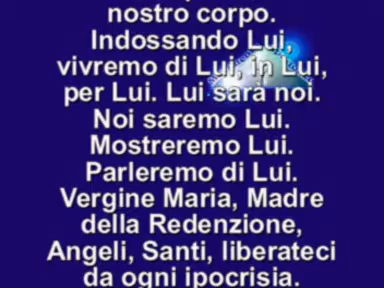 nostro corpo.
Indossando Lui,
vivremo di Lui, in Lui,
per Lui. Lui sarà noi.
Noi saremo Lui.
Mostreremo Lui.
Parleremo di Lui.
Vergine Maria, Madre
della Redenzione,
Angeli, Santi, liberateci
da ogni ipocrisia.